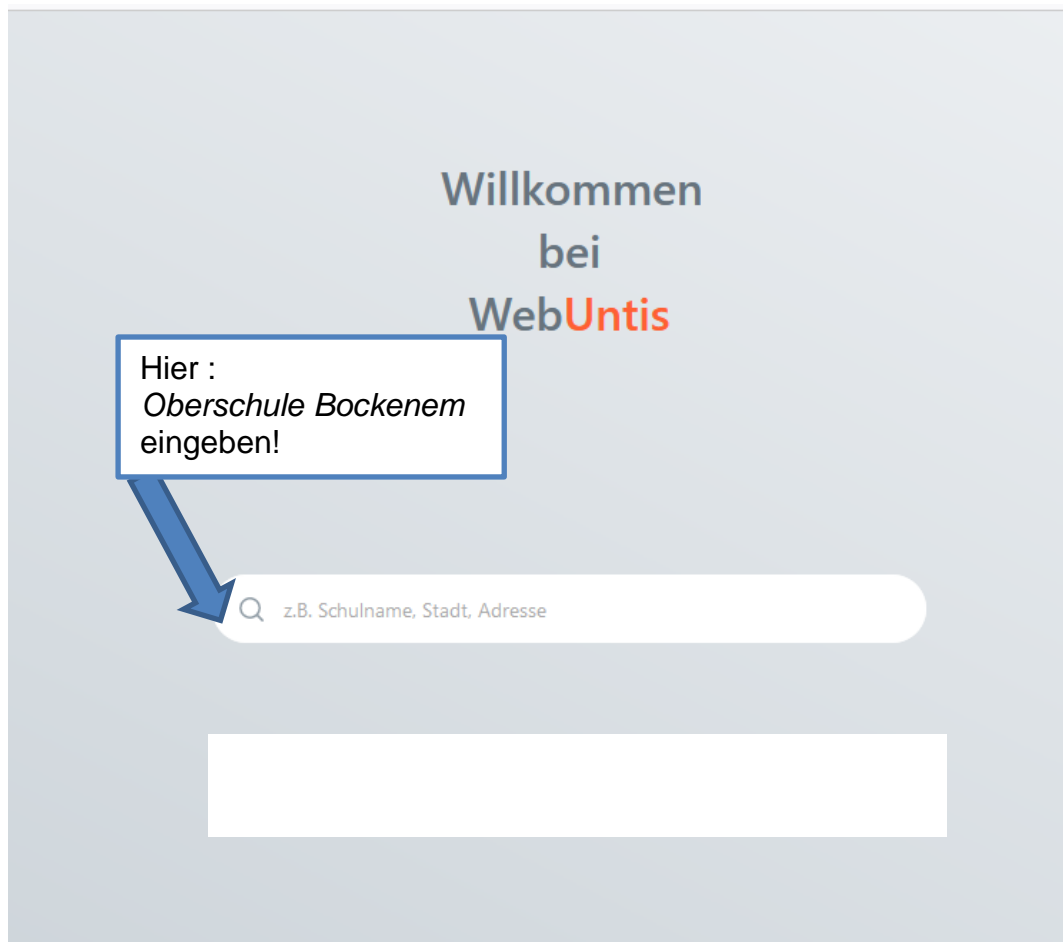 Willkommen
bei
WebUntis
Hier :
Oberschule Bockenem
eingeben!
z.B. Schulname, Stadt, Adresse